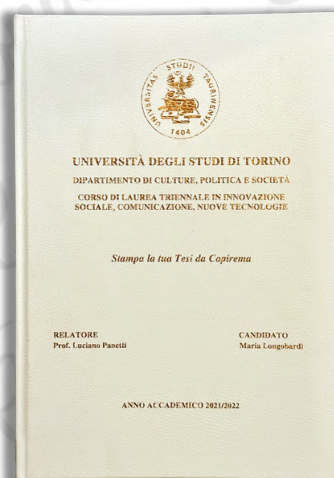 UNIVERSITAS STUDII TAURINENSIS
1404
UNIVERSITÀ DEGLI STUDI DI TORINO
DIPARTIMENTO DI CULTURE, POLITICA E SOCIETÀ
CORSO DI LAUREA TRIENNALE IN INNOVAZIONE
SOCIALE, COMUNICAZIONE, NUOVE TECNOLOGIE
Stampa la tua Tesi da Copirema
RELATORE
Prof. Luciano Panetti
CANDIDATO
Maria Longobardi
ANNO ACCADEMICO 2021/2022